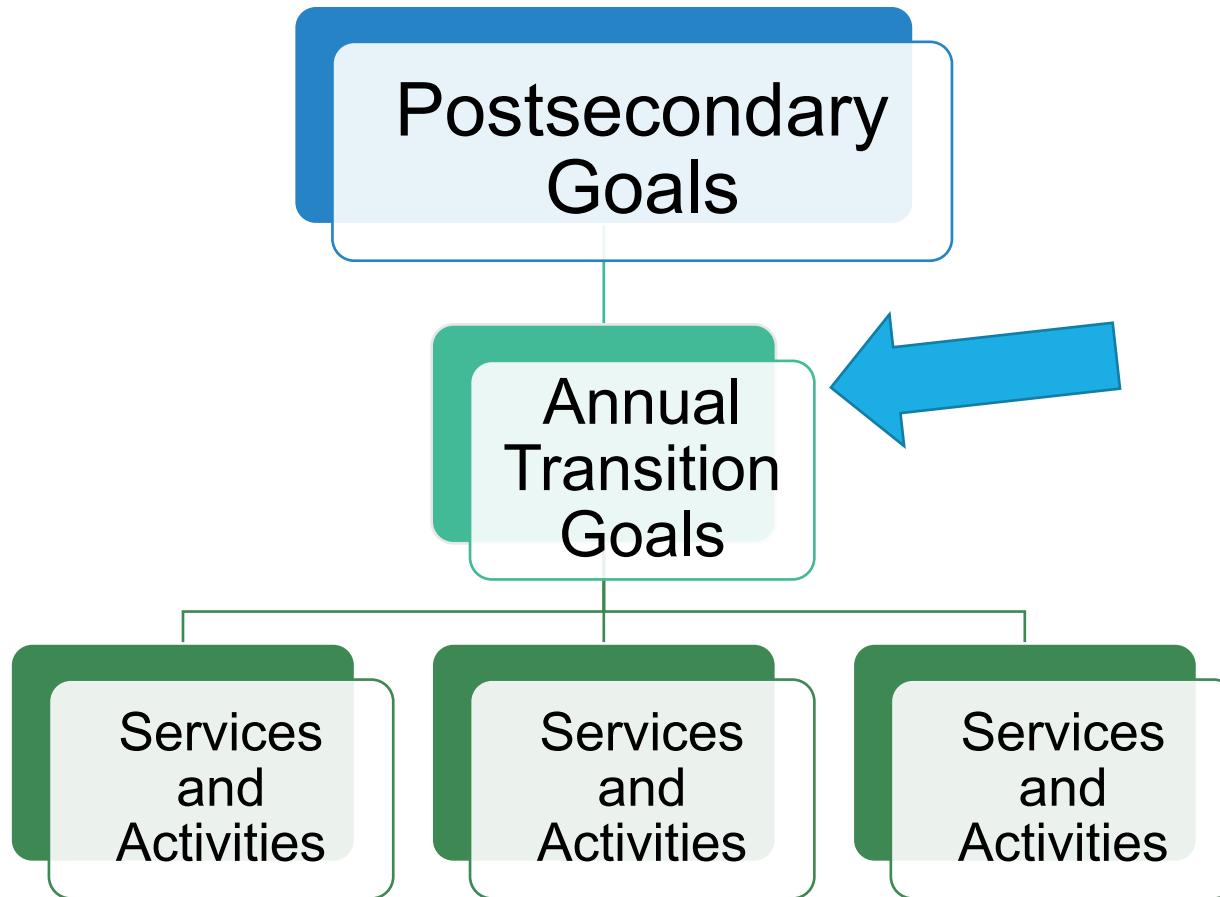 Postsecondary
Goals
Annual
Transition
Goals
Services
and
Activities
Services
and
Activities
Services
and
Activities